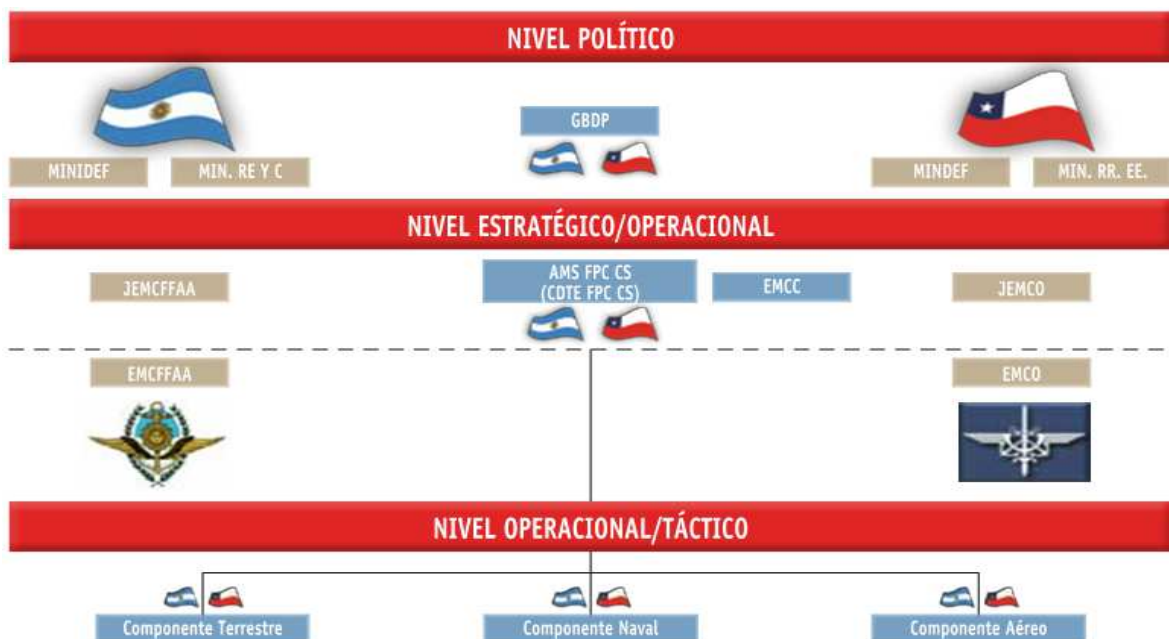 NIVEL POLÍTICO
GBDP
MINIDEF
MIN. RE Y C
MINDEF
MIN. RR. EE.
NIVEL ESTRATÉGICO/OPERACIONAL
JEMCFFAA
AMS FPC CS
(CDTE FPC CS)
EMCC
JEMCO
EMCFFAA
EMCO
NIVEL OPERACIONAL/TÁCTICO
Componente Terrestre
Componente Naval
Componente Aéreo